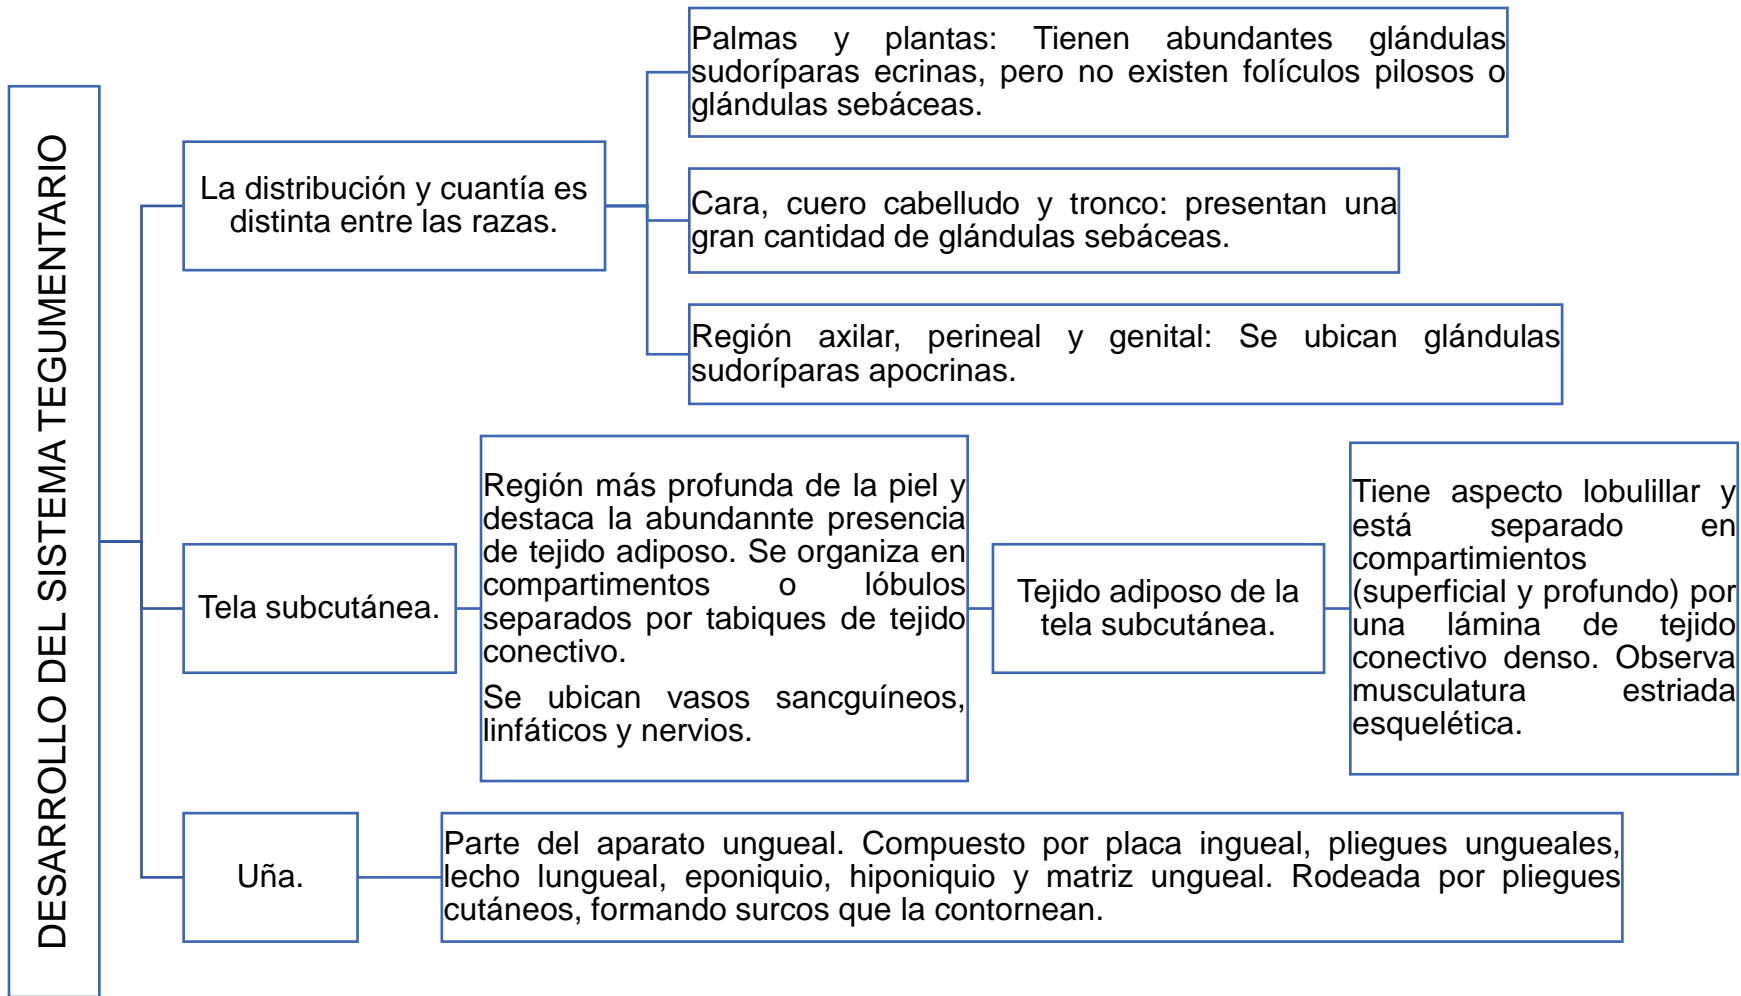 DESARROLLO DEL SISTEMA TEGUMENTARIO
La distribución y cuantía es
distinta entre las razas.
Palmas y plantas: Tienen abundantes glándulas
sudoríparas ecrinas, pero no existen folículos pilosos o
glándulas sebáceas.
Cara, cuero cabelludo y tronco: presentan una
gran cantidad de glándulas sebáceas.
Región axilar, perineal y genital: Se ubican glándulas
sudoríparas apocrinas.
Tela subcutánea.
Región más profunda de la piel y
destaca la abundannte presencia
de tejido adiposo. Se organiza en
compartimentos o lóbulos
separados por tabiques de tejido
conectivo.
Se ubican vasos sancguíneos,
linfáticos y nervios.
Tejido adiposo de la
tela subcutánea.
Tiene aspecto lobulillar y
está separado en
compartimientos
(superficial y profundo) por
una lámina de tejido
conectivo denso. Observa
musculatura estriada
esquelética.
Uña.
Parte del aparato ungueal. Compuesto por placa ingueal, pliegues ungueales,
lecho lungueal, eponiquio, hiponiquio y matriz ungueal. Rodeada por pliegues
cutáneos, formando surcos que la contornean.